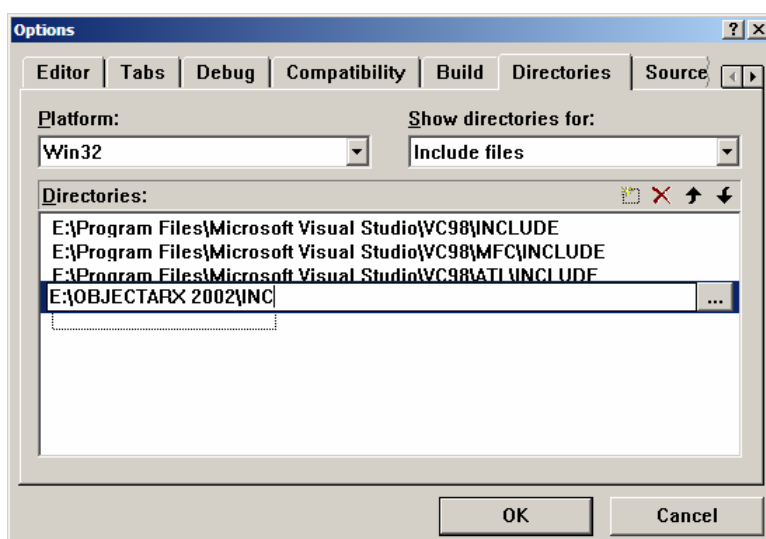 Options
Editor Tabs Debug Compatibility Build Directories Source
Platform: Show directories for:
Win32 Include files
Directories:
E:\Program Files\Microsoft Visual Studio\VC98\INCLUDE
E:\Program Files\Microsoft Visual Studio\VC98\MFC\INCLUDE
E:\Program Files\Microsoft Visual Studio\VC98\ATL\INCLUDE
E:\OBJECTARX 2002\INC ...
OK Cancel